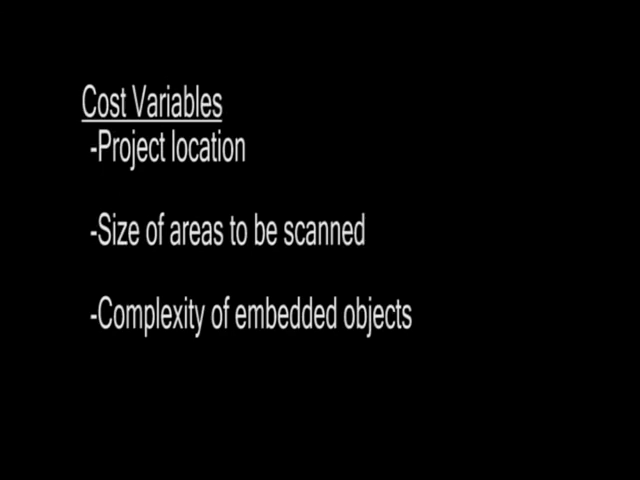 Cost Variables
-Project location
-Size of areas to be scanned
-Complexity of embedded objects